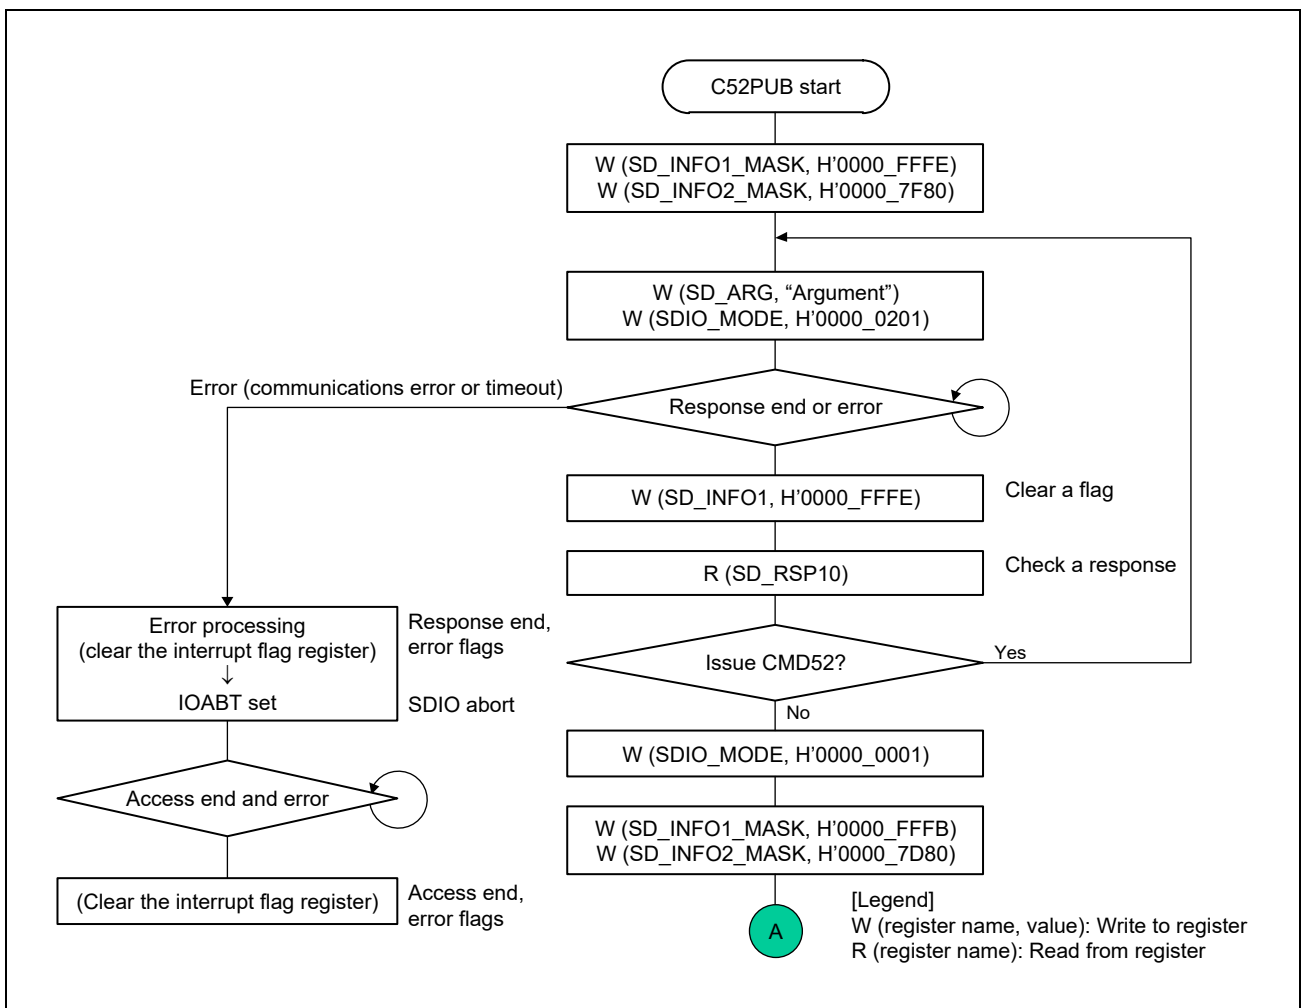 C52PUB start
W (SD_INFO1_MASK, H’0000_FFFE)
W (SD_INFO2_MASK, H’0000_7F80)
W (SD_ARG, “Argument”)
W (SDIO_MODE, H’0000_0201)
Error (communications error or timeout)
Response end or error
W (SD_INFO1, H’0000_FFFE)
Clear a flag
R (SD_RSP10)
Check a response
Error processing
(clear the interrupt flag register)
↓
IOABT set
Response end,
error flags
SDIO abort
Issue CMD52?
Yes
No
W (SDIO_MODE, H’0000_0001)
Access end and error
W (SD_INFO1_MASK, H’0000_FFFB)
W (SD_INFO2_MASK, H’0000_7D80)
(Clear the interrupt flag register)
Access end,
error flags
A
[Legend]
W (register name, value): Write to register
R (register name): Read from register